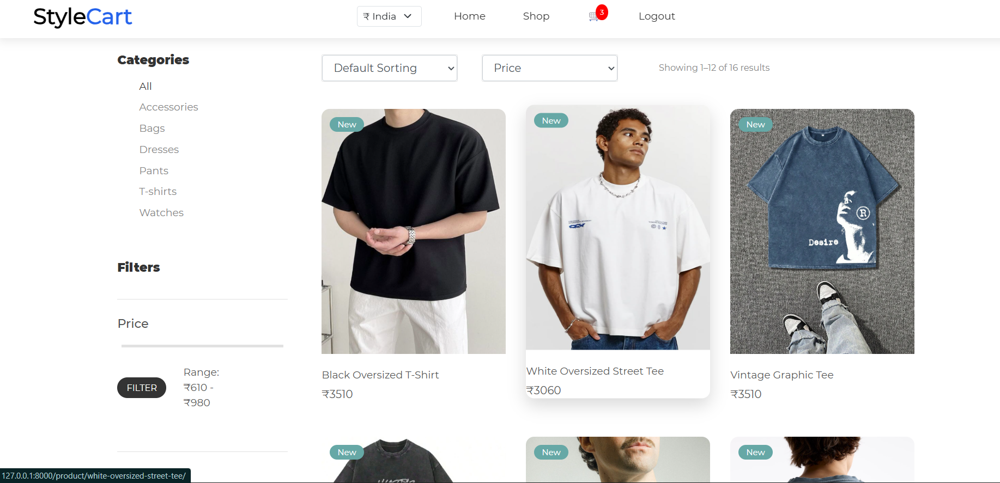 StyleCart
₹ India
Home
Shop
3
Logout
Categories
All
Accessories
Bags
Dresses
Pants
T-shirts
Watches
Filters
Price
FILTER
Range:
₹610 -
₹980
Default Sorting
Price
Showing 1–12 of 16 results
New
Black Oversized T-Shirt
₹3510
New
White Oversized Street Tee
₹3060
New
R
Desire
Vintage Graphic Tee
₹3510
New
New
New
127.0.0.1:8000/product/white-oversized-street-tee/